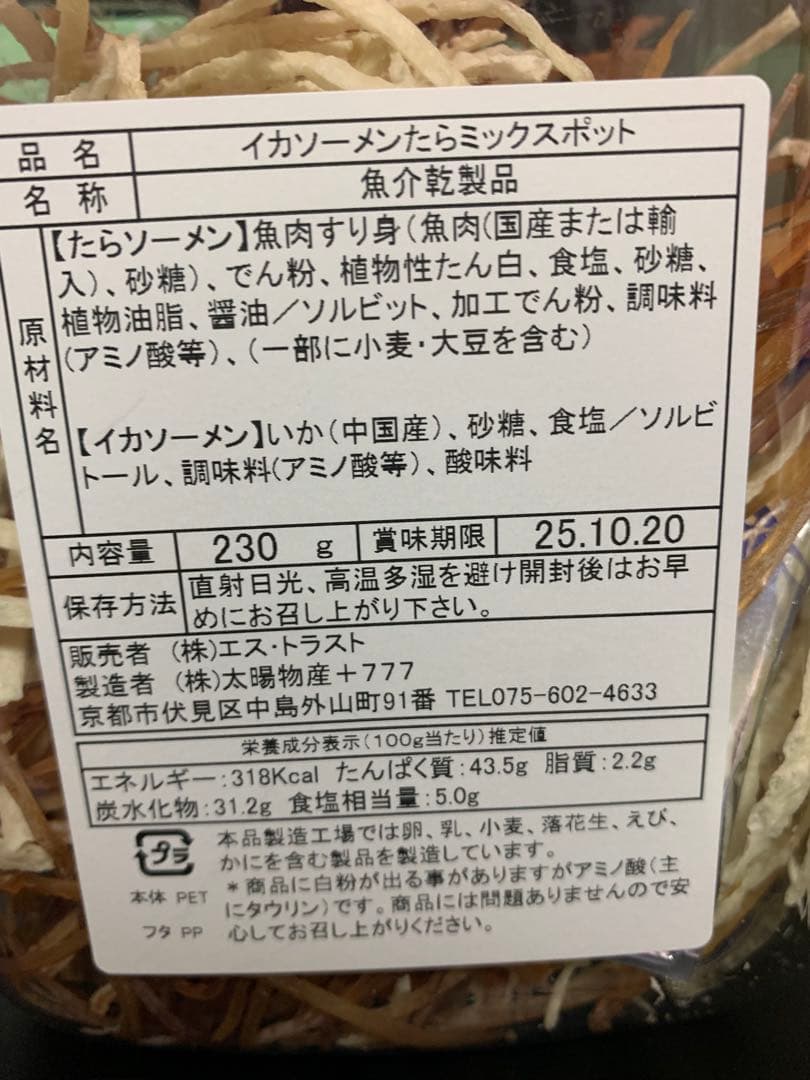 品名 イカソーメンたらミックスポット
名称 魚介乾製品
原材料名
【たらソーメン】魚肉すり身(魚肉(国産または輸
入)、砂糖)、でん粉、植物性たん白、食塩、砂糖、
植物油脂、醤油/ソルビット、加工でん粉、調味料
(アミノ酸等)、(一部に小麦・大豆を含む)
【イカソーメン】いか(中国産)、砂糖、食塩/ソルビ
トール、調味料(アミノ酸等)、酸味料
内容量 230 g 賞味期限 25.10.20
保存方法
直射日光、高温多湿を避け開封後はお早
めにお召し上がり下さい。
販売者 (株)エス・トラスト
製造者 (株)太陽物産+777
京都市伏見区中島外山町91番 TEL075-602-4633
栄養成分表示(100g当たり)推定値
エネルギー:318Kcal たんぱく質:43.5g 脂質:2.2g
炭水化物:31.2g 食塩相当量:5.0g
プラ
本体 PET
フタ PP
本品製造工場では卵、乳、小麦、落花生、えび、
かにを含む製品を製造しています。
*商品に白粉が出る事がありますがアミノ酸(主
にタウリン)です。商品には問題ありませんので安
心してお召し上がりください。